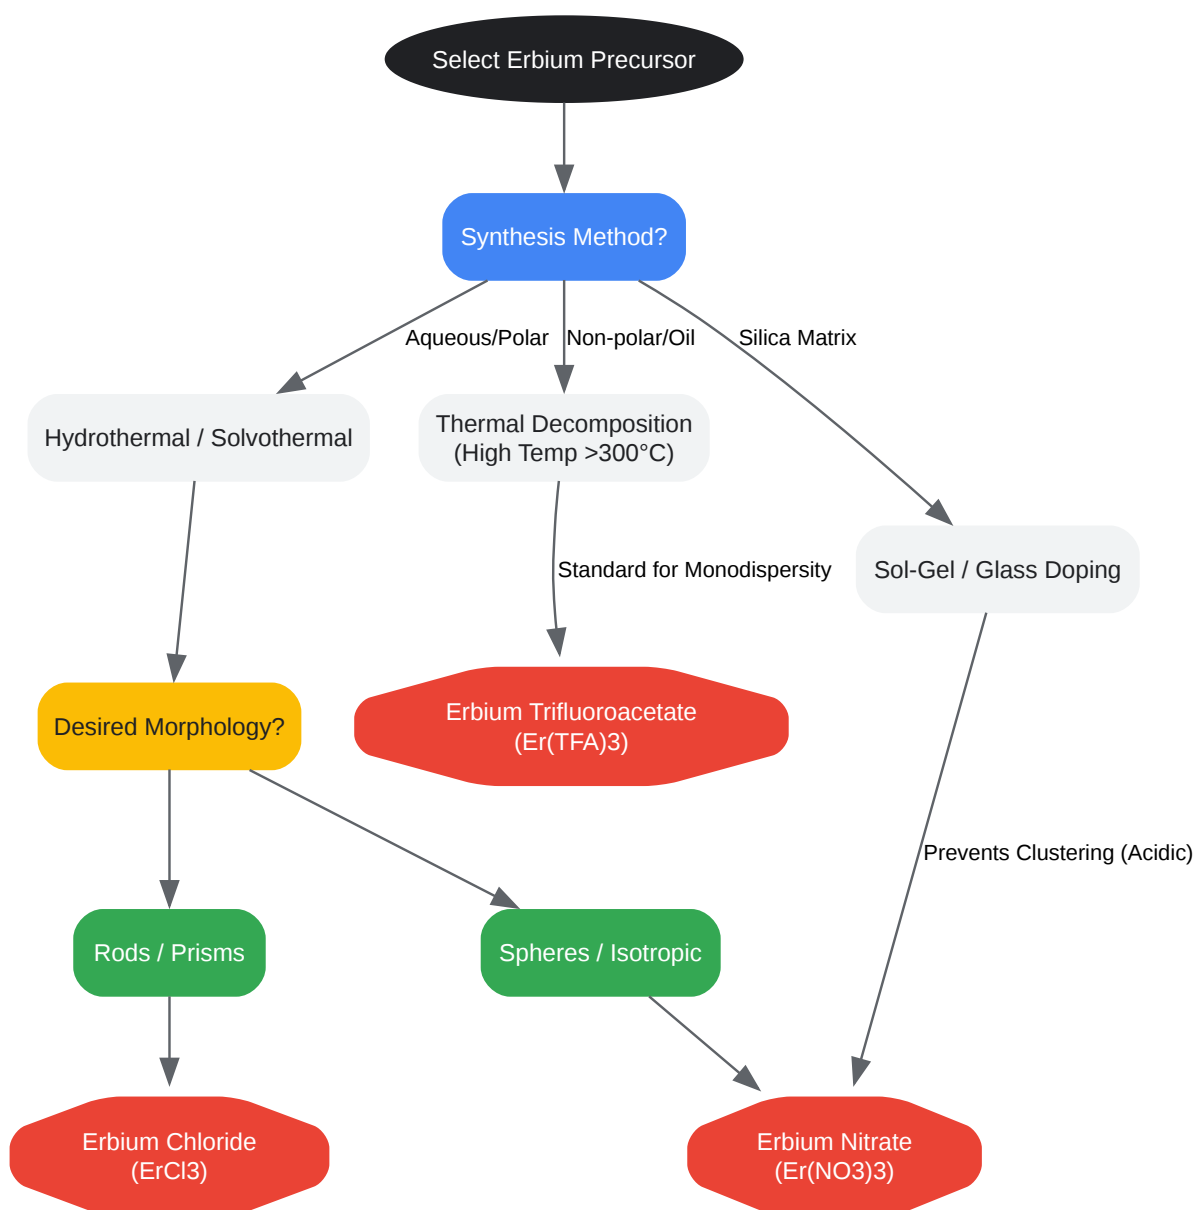 Select Erbium Precursor
Synthesis Method?
Aqueous/Polar
Non-polar/Oil
Silica Matrix
Hydrothermal / Solvothermal
Thermal Decomposition
(High Temp >300°C)
Sol-Gel / Glass Doping
Standard for Monodispersity
Desired Morphology?
Erbium Trifluoroacetate
(Er(TFA)3)
Prevents Clustering (Acidic)
Rods / Prisms
Spheres / Isotropic
Erbium Chloride
(ErCl3)
Erbium Nitrate
(Er(NO3)3)